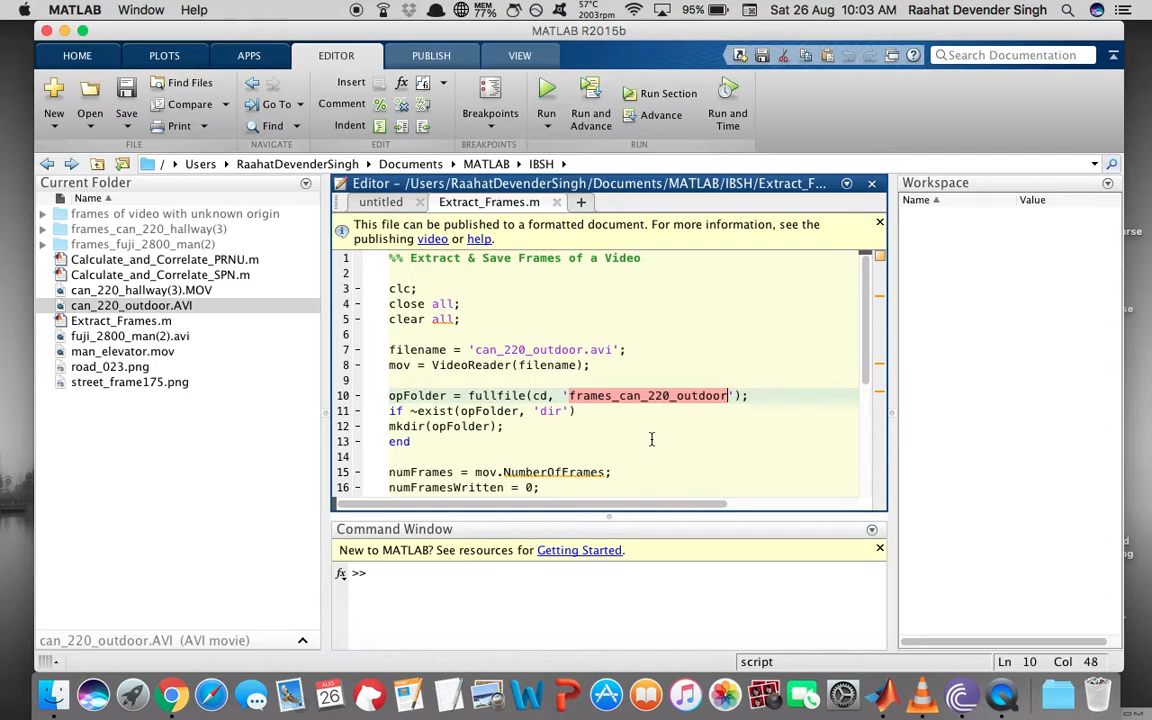 MATLAB Window Help MEM 77% 57°C 2003rpm 95% Sat 26 Aug 10:03 AM Raahat Devender Singh
MATLAB R2015b
HOME PLOTS APPS EDITOR PUBLISH VIEW Search Documentation
New Open Save Find Files Compare Print
Go To Find
Insert fx Comment % Indent
Breakpoints
Run Run and Advance Run Section Advance Run and Time
FILE NAVIGATE EDIT BREAKPOINTS RUN
/ Users RaahatDevenderSingh Documents MATLAB IBSH
Current Folder
Name
frames of video with unknown origin
frames_can_220_hallway(3)
frames_fuji_2800_man(2)
Calculate_and_Correlate_PRNU.m
Calculate_and_Correlate_SPN.m
can_220_hallway(3).MOV
can_220_outdoor.AVI
Extract_Frames.m
fuji_2800_man(2).avi
man_elevator.mov
road_023.png
street_frame175.png
can_220_outdoor.AVI (AVI movie)
Editor – /Users/RaahatDevenderSingh/Documents/MATLAB/IBSH/Extract_F...
untitled Extract_Frames.m +
This file can be published to a formatted document. For more information, see the
publishing video or help.
1 %% Extract & Save Frames of a Video
2
3 – clc;
4 – close all;
5 – clear all;
6
7 – filename = 'can_220_outdoor.avi';
8 – mov = VideoReader(filename);
9
10 – opFolder = fullfile(cd, 'frames_can_220_outdoor');
11 – if ~exist(opFolder, 'dir')
12 – mkdir(opFolder);
13 – end
14
15 – numFrames = mov.NumberOfFrames;
16 – numFramesWritten = 0;
Command Window
New to MATLAB? See resources for Getting Started.
fx >>
Workspace
Name Value
script Ln 10 Col 48